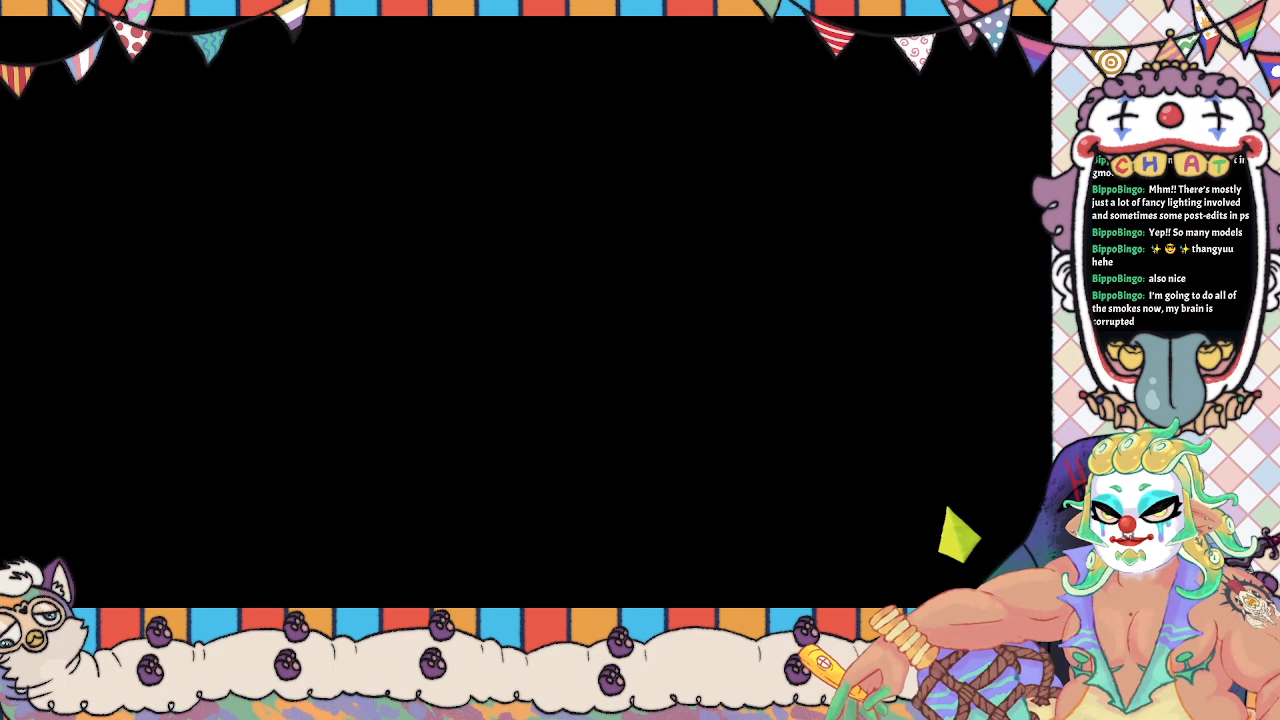 CHAT
gmo
BippoBingo: Mhm!! There's mostly
just a lot of fancy lighting involved
and sometimes some post-edits in ps
BippoBingo: Yep!! So many models
BippoBingo: ✨ 😎 ✨ thangyuu
hehe
BippoBingo: also nice
BippoBingo: I'm going to do all of
the smokes now, my brain is
corrupted